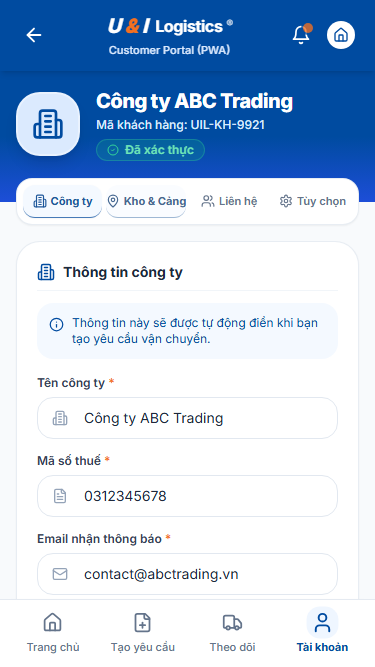 U & I Logistics ®
Customer Portal (PWA)
Công ty ABC Trading
Mã khách hàng: UIL-KH-9921
Đã xác thực
Công ty Kho & Cảng Liên hệ Tùy chọn
Thông tin công ty
Thông tin này sẽ được tự động điền khi bạn
tạo yêu cầu vận chuyển.
Tên công ty *
Công ty ABC Trading
Mã số thuế *
0312345678
Email nhận thông báo *
contact@abctrading.vn
Trang chủ Tạo yêu cầu Theo dõi Tài khoản